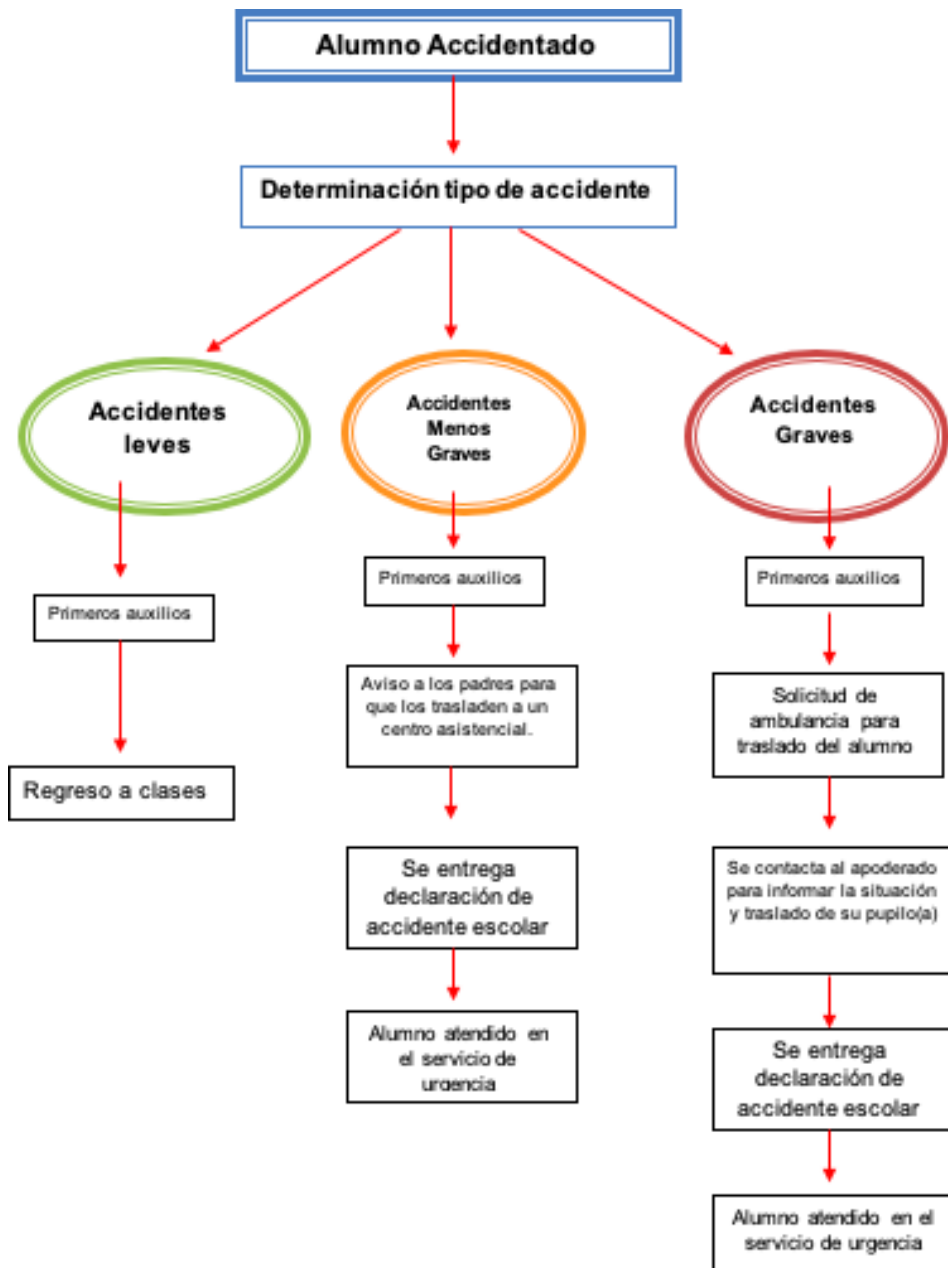 Alumno Accidentado
Determinación tipo de accidente
Accidentes
leves
Primeros auxilios
Regreso a clases
Accidentes
Menos
Graves
Primeros auxilios
Aviso a los padres para
que los trasladen a un
centro asistencial.
Se entrega
declaración de
accidente escolar
Alumno atendido en
el servicio de
urgencia
Accidentes
Graves
Primeros auxilios
Solicitud de
ambulancia para
traslado del alumno
Se contacta al apoderado
para informar la situación
y traslado de su pupilo(a)
Se entrega
declaración de
accidente escolar
Alumno atendido en el
servicio de urgencia